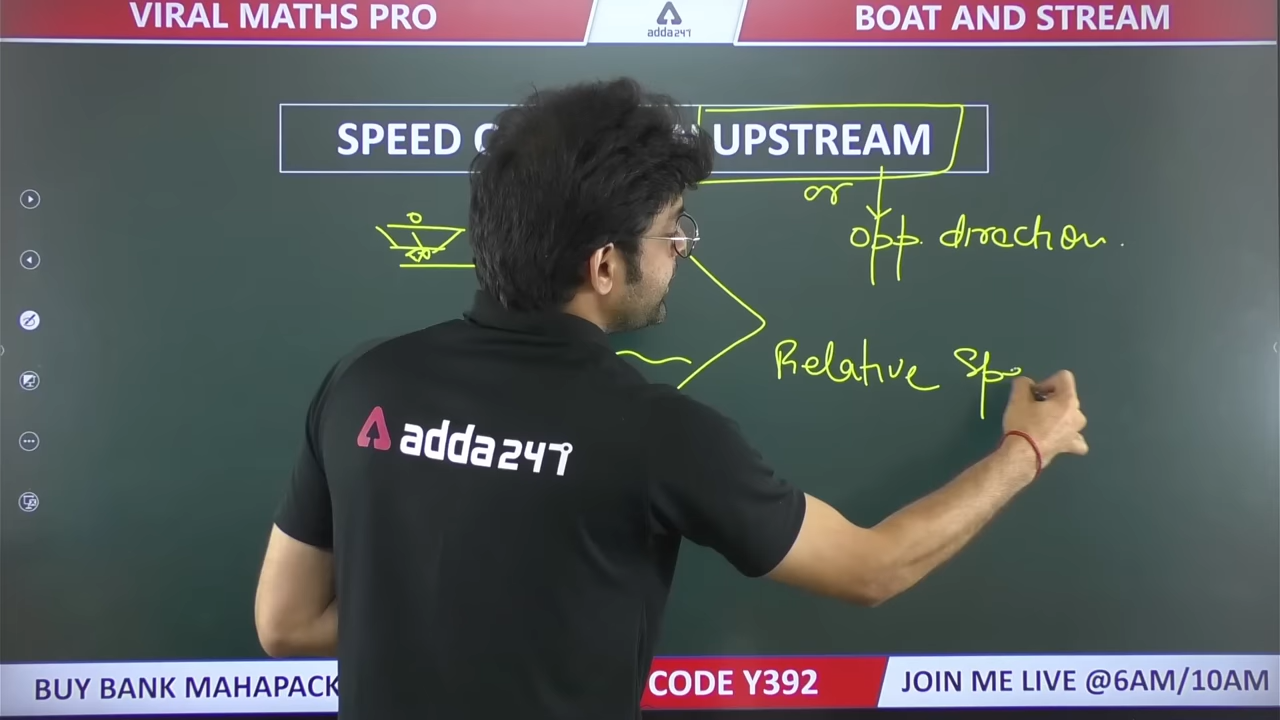 VIRAL MATHS PRO
adda247
BOAT AND STREAM
SPEED UPSTREAM
or
opp. direction.
Relative Spe
adda247
BUY BANK MAHAPACK
CODE Y392
JOIN ME LIVE @6AM/10AM